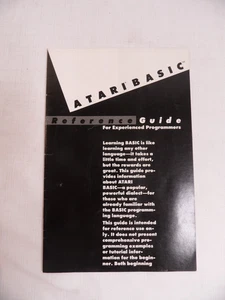 ATARI BASIC™
Reference Guide
For Experienced Programmers
Learning BASIC is like
learning any other
language—it takes a
little time and effort,
but the rewards are
great. This guide pro-
vides information
about ATARI
BASIC—a popular,
powerful dialect—for
those who are
already familiar with
the BASIC programm-
ing language.
This guide is intended
for reference use on-
ly. It does not present
comprehensive pro-
gramming examples
or tutorial infor-
mation for the begin-
ner. Both beginning